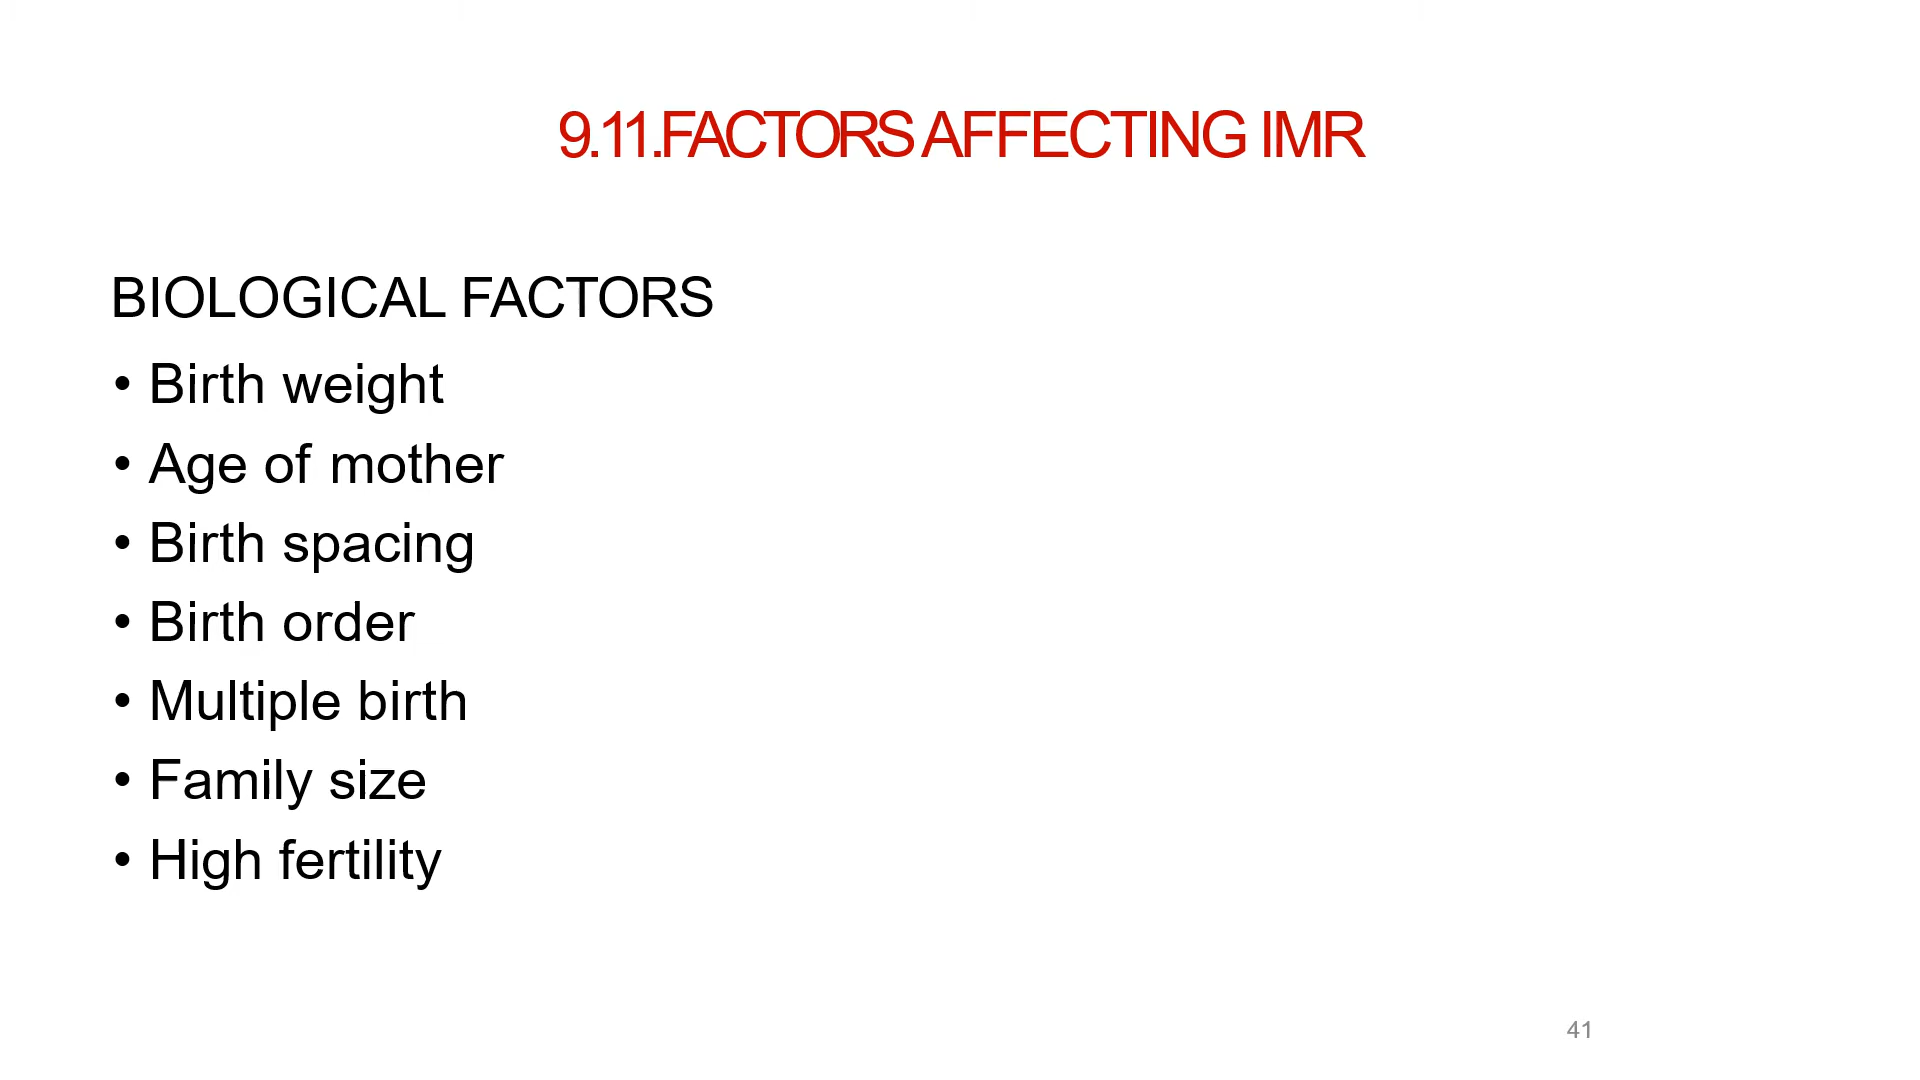 9.11.FACTORS AFFECTING IMR
BIOLOGICAL FACTORS
• Birth weight
• Age of mother
• Birth spacing
• Birth order
• Multiple birth
• Family size
• High fertility
41